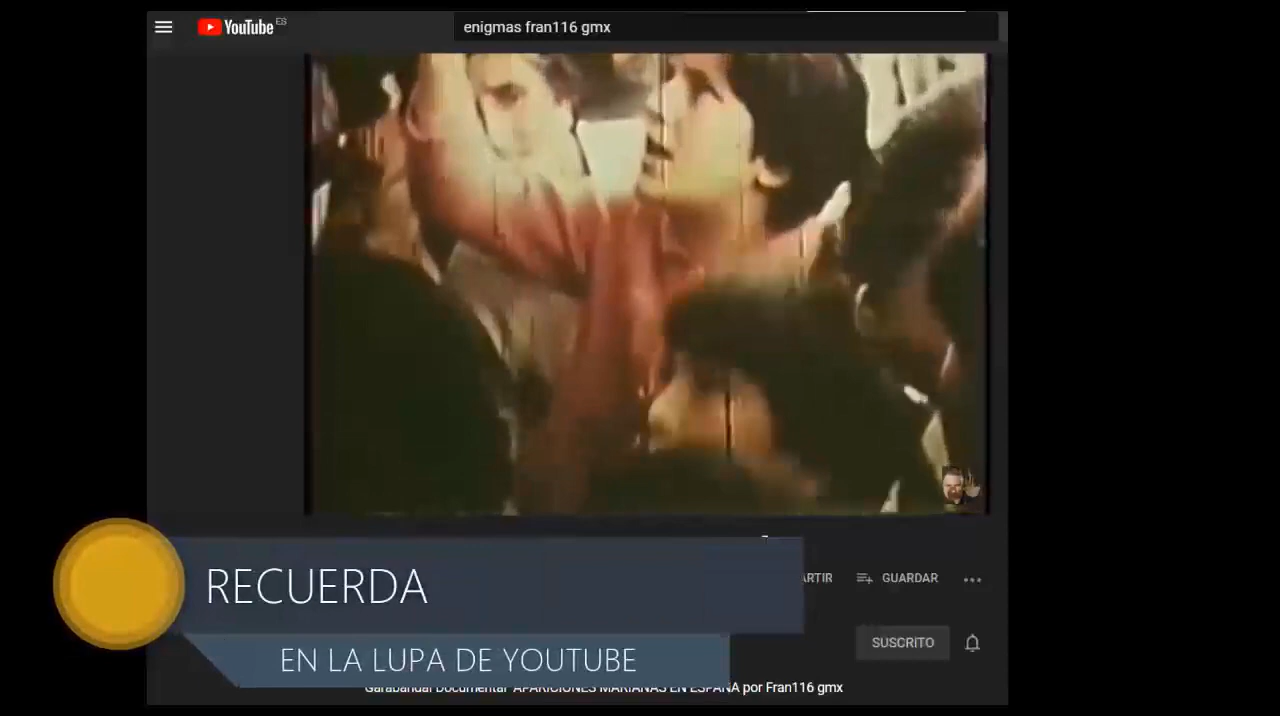 YouTube ES
enigmas fran116 gmx
ARTIR
GUARDAR
RECUERDA
SUSCRITO
EN LA LUPA DE YOUTUBE
Garabandal Documental APARICIONES MARIANAS EN ESPAÑA por Fran116 gmx